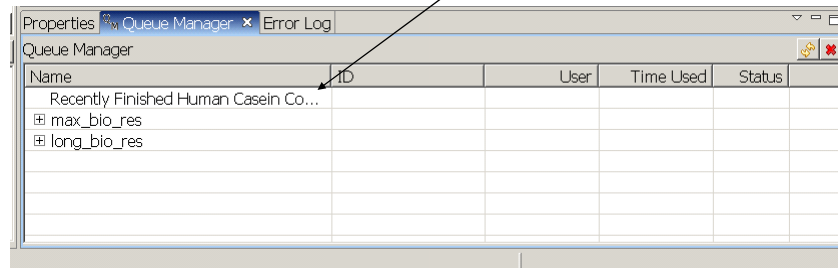 Properties Queue Manager Error Log
Queue Manager
Name ID User Time Used Status
Recently Finished Human Casein Co...
max_bio_res
long_bio_res